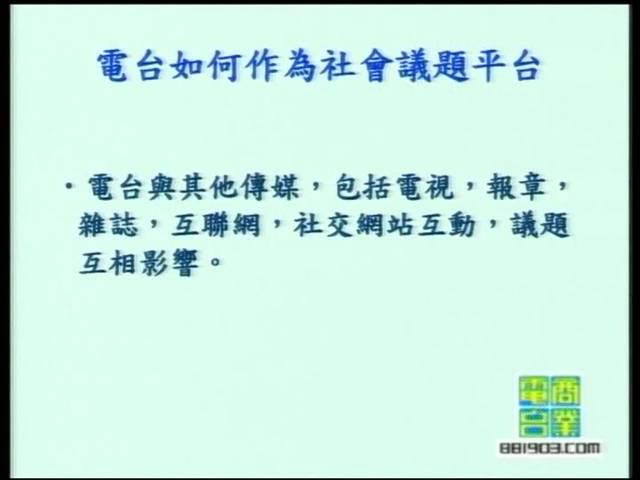 電台如何作為社會議題平台
・電台與其他傳媒，包括電視，報章，
雜誌，互聯網，社交網站互動，議題
互相影響。
電商
台業
881903.COM